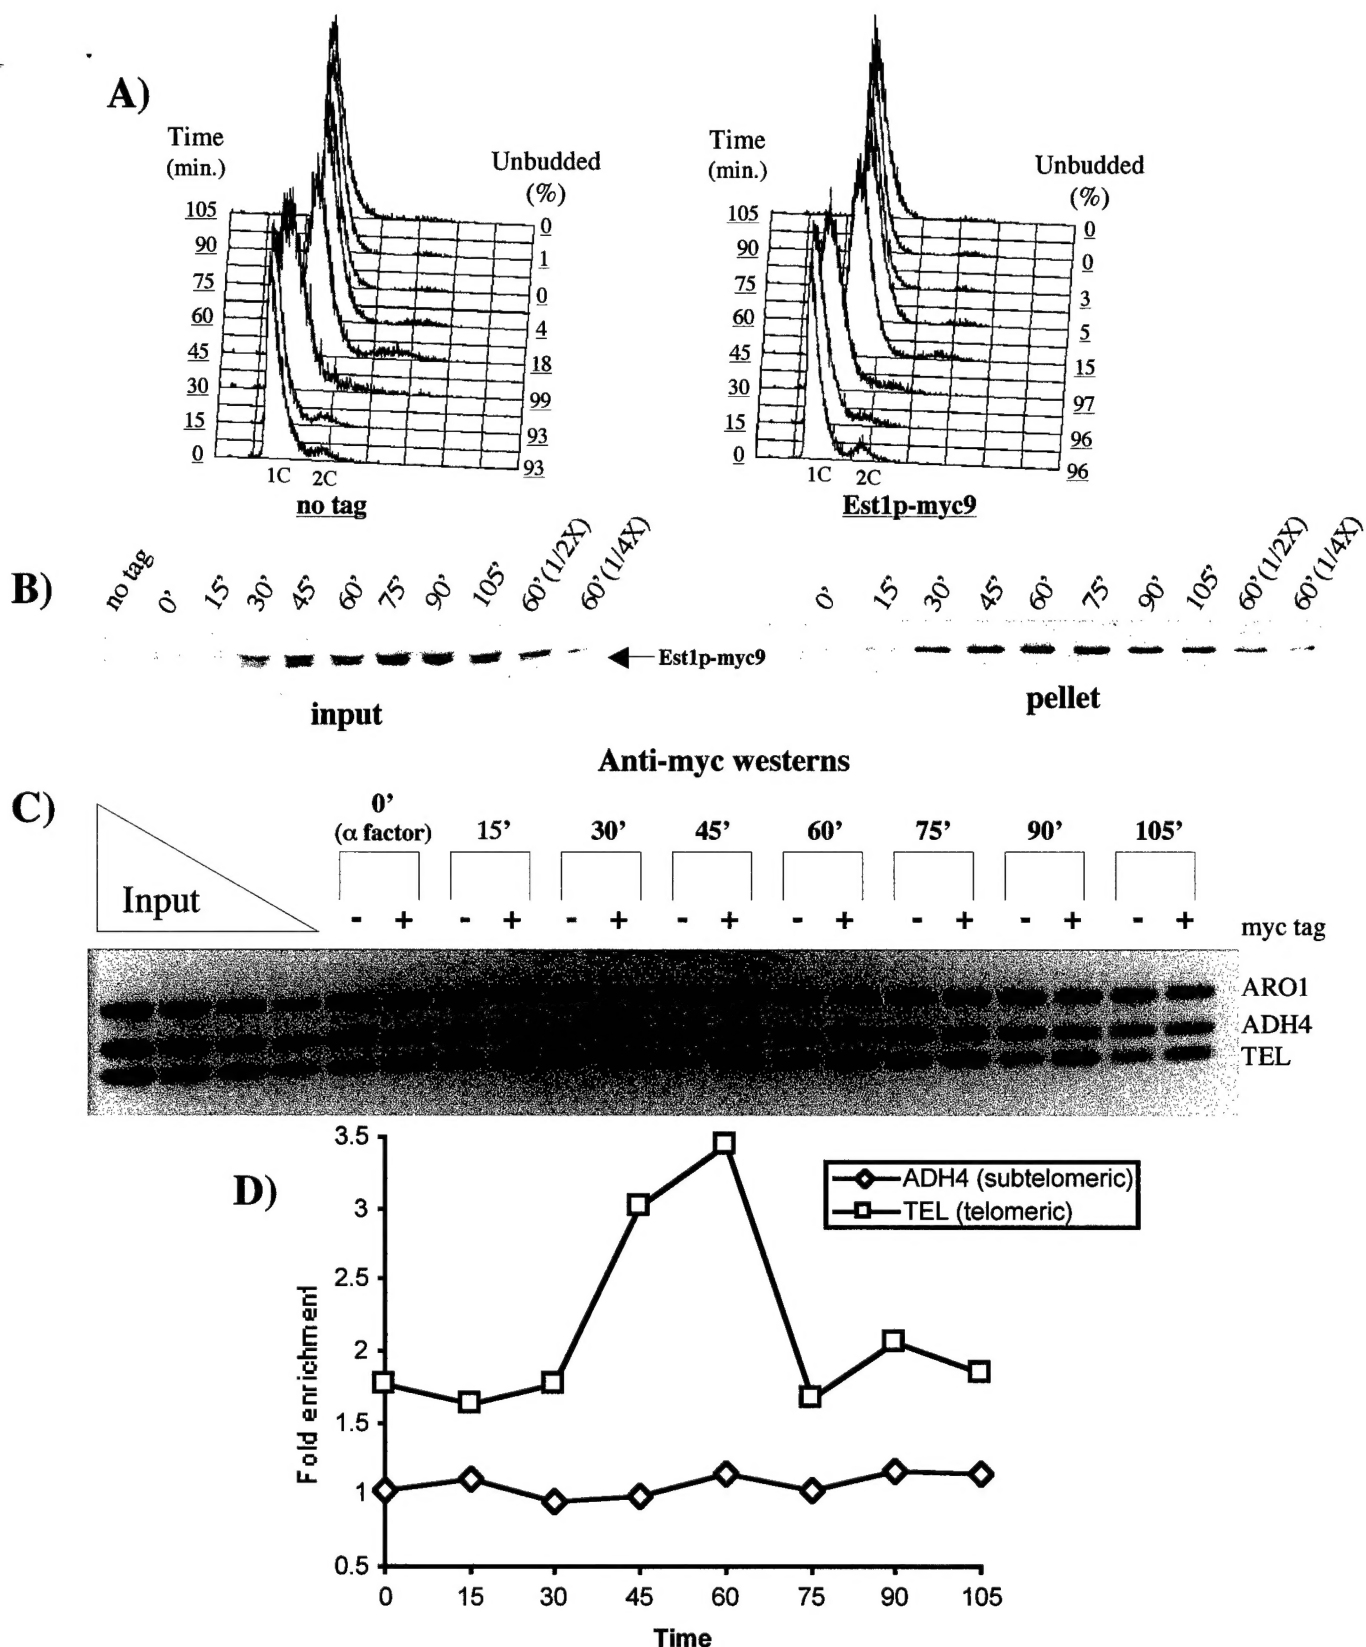 A)
Time
(min.)
Unbudded
(%)
105
90
75
60
45
30
15
0
0
1
0
4
18
99
93
93
1C
2C
no tag
Time
(min.)
Unbudded
(%)
105
90
75
60
45
30
15
0
0
0
3
5
15
97
96
96
1C
2C
Est1p-myc9
B)
no tag
0’
15’
30’
45’
60’
75’
90’
105’
60’(1/2X)
60’(1/4X)
Est1p-myc9
input
0’
15’
30’
45’
60’
75’
90’
105’
60’(1/2X)
60’(1/4X)
pellet
Anti-myc westerns
C)
Input
0’
(α factor)
15’
30’
45’
60’
75’
90’
105’
- + - + - + - + - + - + - + - +
myc tag
ARO1
ADH4
TEL
D)
ADH4 (subtelomeric)
TEL (telomeric)
Fold enrichment
3.5
3
2.5
2
1.5
1
0.5
0 15 30 45 60 75 90 105
Time